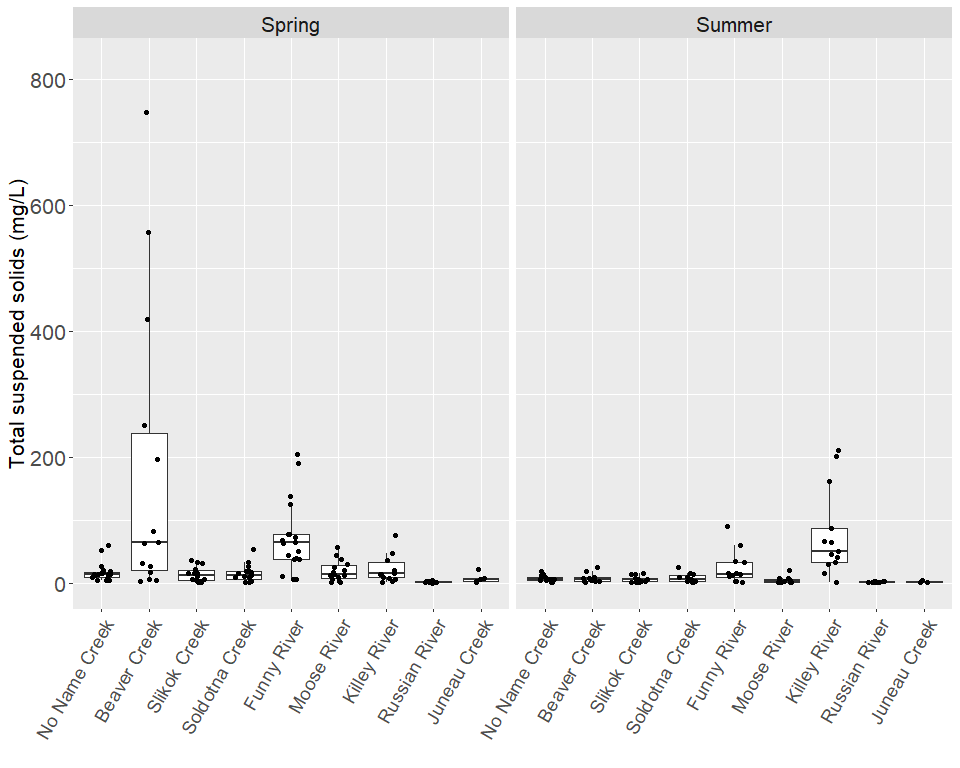 Spring
Summer
Total suspended solids (mg/L)
800
600
400
200
0
No Name Creek
Beaver Creek
Slikok Creek
Soldotna Creek
Funny River
Moose River
Killey River
Russian River
Juneau Creek
No Name Creek
Beaver Creek
Slikok Creek
Soldotna Creek
Funny River
Moose River
Killey River
Russian River
Juneau Creek